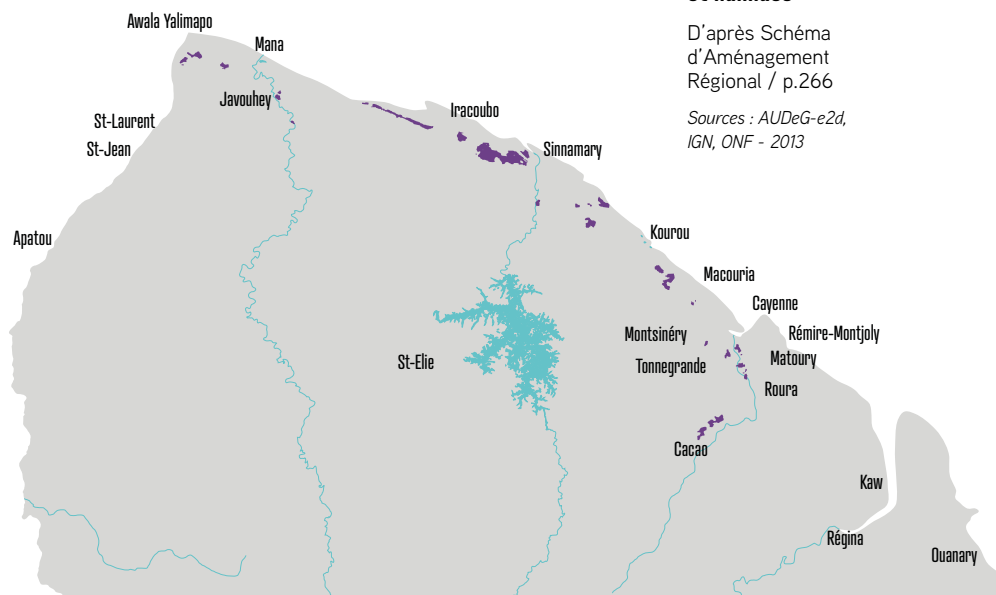 D'après Schéma
d'Aménagement
Régional / p.266
Sources : AUDeG-e2d,
IGN, ONF - 2013
Awala Yalimapo
Mana
Javouhey
Iracoubo
St-Laurent
Sinnamary
St-Jean
Kourou
Apatou
Macouria
Cayenne
Montsinéry
Rémire-Montjoly
St-Elie
Tonnegrande
Matoury
Roura
Cacao
Kaw
Régina
Ouanary